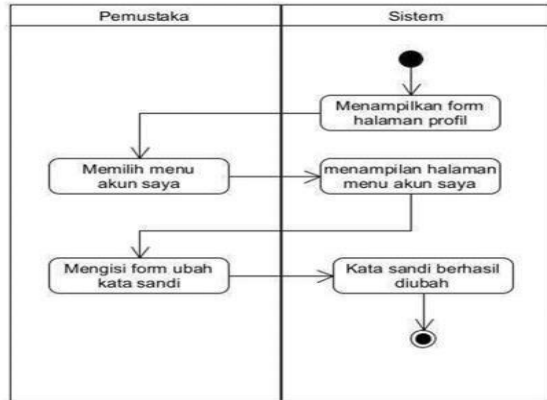 Pemustaka
Sistem
Menampilkan form
halaman profil
Memilih menu
akun saya
menampilan halaman
menu akun saya
Mengisi form ubah
kata sandi
Kata sandi berhasil
diubah